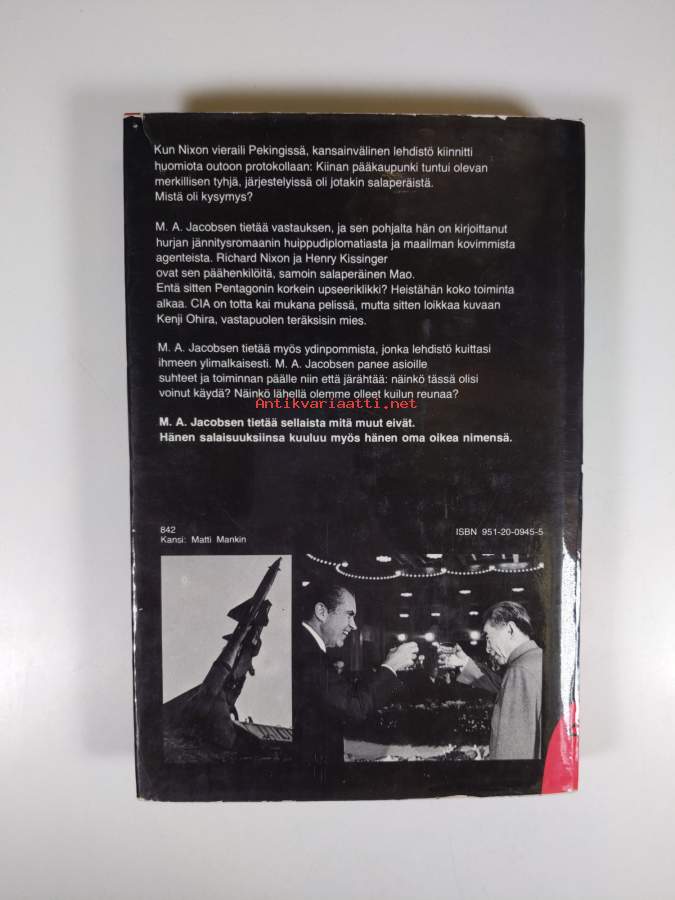 Kun Nixon vieraili Pekingissä, kansainvälinen lehdistö kiinnitti
huomiota outoon protokollaan: Kiinan pääkaupunki tuntui olevan
merkillisen tyhjä, järjestelyissä oli jotakin salaperäistä.
Mistä oli kysymys?
M. A. Jacobsen tietää vastauksen, ja sen pohjalta hän on kirjoittanut
hurjan jännitysromaanin huippudiplomatiasta ja maailman kovimmista
agenteista. Richard Nixon ja Henry Kissinger
ovat sen päähenkilöitä, samoin salaperäinen Mao.
Entä sitten Pentagonin korkein upseeriklikki? Heistähän koko toiminta
alkaa. CIA on totta kai mukana pelissä, mutta sitten loikkaa kuvaan
Kenji Ohira, vastapuolen teräksisin mies.
M. A. Jacobsen tietää myös ydinpommista, jonka lehdistö kuittasi
ihmeen ylimalkaisesti. M. A. Jacobsen panee asioille
suhteet ja toiminnan päälle niin että järähtää: näinkö tässä olisi
voinut käydä? Näinkö lähellä olemme olleet kuilun reunaa?
Antikvariaatti.net
M. A. Jacobsen tietää sellaista mitä muut eivät.
Hänen salaisuuksiinsa kuuluu myös hänen oma oikea nimensä.
842
Kansi: Matti Mankin
ISBN 951-20-0945-5